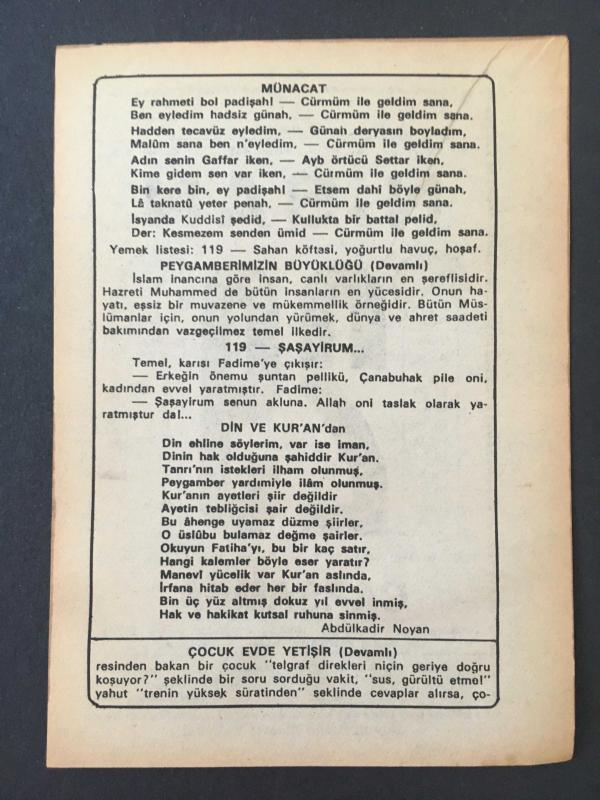 MÜNACAT
Ey rahmeti bol padişah! — Cürmüm ile geldim sana,
Ben eyledim hadsiz günah, — Cürmüm ile geldim sana.
Hadden tecavüz eyledim, — Günah deryasın boyladım,
Malûm sana ben n'eyledim, — Cürmüm ile geldim sana.
Adın senin Gaffar iken, — Ayb örtücü Settar iken,
Kime gidem sen var iken, — Cürmüm ile geldim sana.
Bin kere bin, ey padişah! — Etsem dahî böyle günah,
Lâ taknatû yeter penah, — Cürmüm ile geldim sana.
İsyanda Kuddisî şedid, — Kullukta bir battal pelid,
Der: Kesmezem senden ümid — Cürmüm ile geldim sana.
Yemek listesi: 119 — Sahan köftasi, yoğurtlu havuç, hoşaf.
PEYGAMBERİMİZİN BÜYÜKLÜĞÜ (Devamlı)
İslam inancına göre insan, canlı varlıkların en şereflisidir.
Hazreti Muhammed de bütün insanların en yücesidir. Onun ha-
yatı, eşsiz bir muvazene ve mükemmellik örneğidir. Bütün Müs-
lümanlar için, onun yolundan yürümek, dünya ve ahret saadeti
bakımından vazgeçilmez temel ilkedir.
119 — ŞAŞAYİRUM...
Temel, karısı Fadime'ye çıkışır:
— Erkeğin önemu şuntan pellikü, Çanabuhak pile oni,
kadından evvel yaratmıştır. Fadime:
— Şaşayirum senun akluna. Allah oni taslak olarak ya-
ratmıştur da!...
DİN VE KUR'AN'dan
Din ehline söylerim, var ise iman,
Dinin hak olduğuna şahiddir Kur'an.
Tanrı'nın istekleri ilham olunmuş,
Peygamber yardımiyle ilâm olunmuş.
Kur'anın ayetleri şiir değildir
Ayetin tebliğcisi şair değildir.
Bu âhenge uyamaz düzme şiirler,
O üslûbu bulamaz değme şairler.
Okuyun Fatiha'yı, bu bir kaç satır,
Hangi kalemler böyle eser yaratır?
Manevî yücelik var Kur'an aslında,
İrfana hitab eder her bir faslında.
Bin üç yüz altmış dokuz yıl evvel inmiş,
Hak ve hakikat kutsal ruhuna sinmiş.
Abdülkadir Noyan
ÇOCUK EVDE YETİŞİR (Devamlı)
resinden bakan bir çocuk "telgraf direkleri niçin geriye doğru
koşuyor?" şeklinde bir soru sorduğu vakit, "sus, gürültü etme!"
yahut "trenin yüksek süratinden" seklinde cevaplar alırsa, ço-